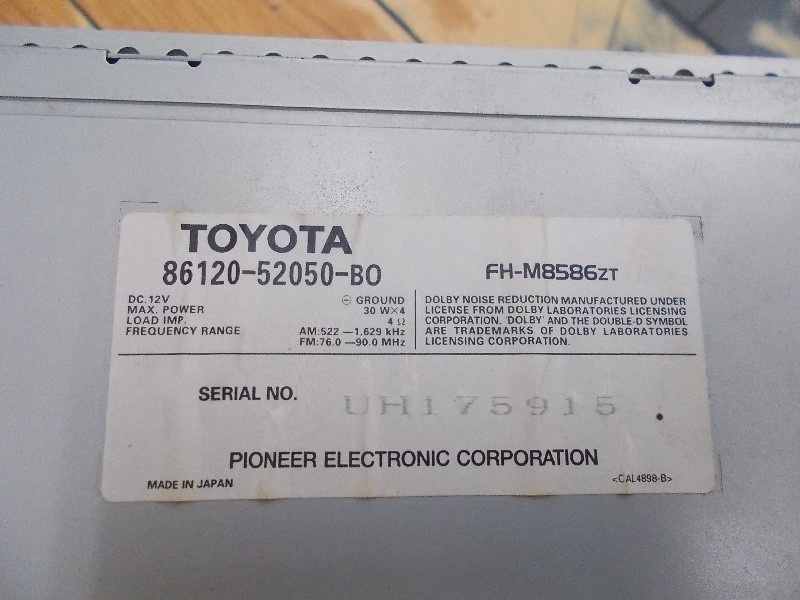 TOYOTA
86120-52050-B0
FH-M8586ZT
DC.12V ⊖ GROUND
MAX. POWER 30 W×4
LOAD IMP. 4 Ω
FREQUENCY RANGE AM:522 —1,629 kHz
FM:76.0 —90.0 MHz
DOLBY NOISE REDUCTION MANUFACTURED UNDER
LICENSE FROM DOLBY LABORATORIES LICENSING
CORPORATION. 'DOLBY' AND THE DOUBLE-D SYMBOL
ARE TRADEMARKS OF DOLBY LABORATORIES
LICENSING CORPORATION.
SERIAL NO. UH175915
PIONEER ELECTRONIC CORPORATION
MADE IN JAPAN <CAL4898-B>